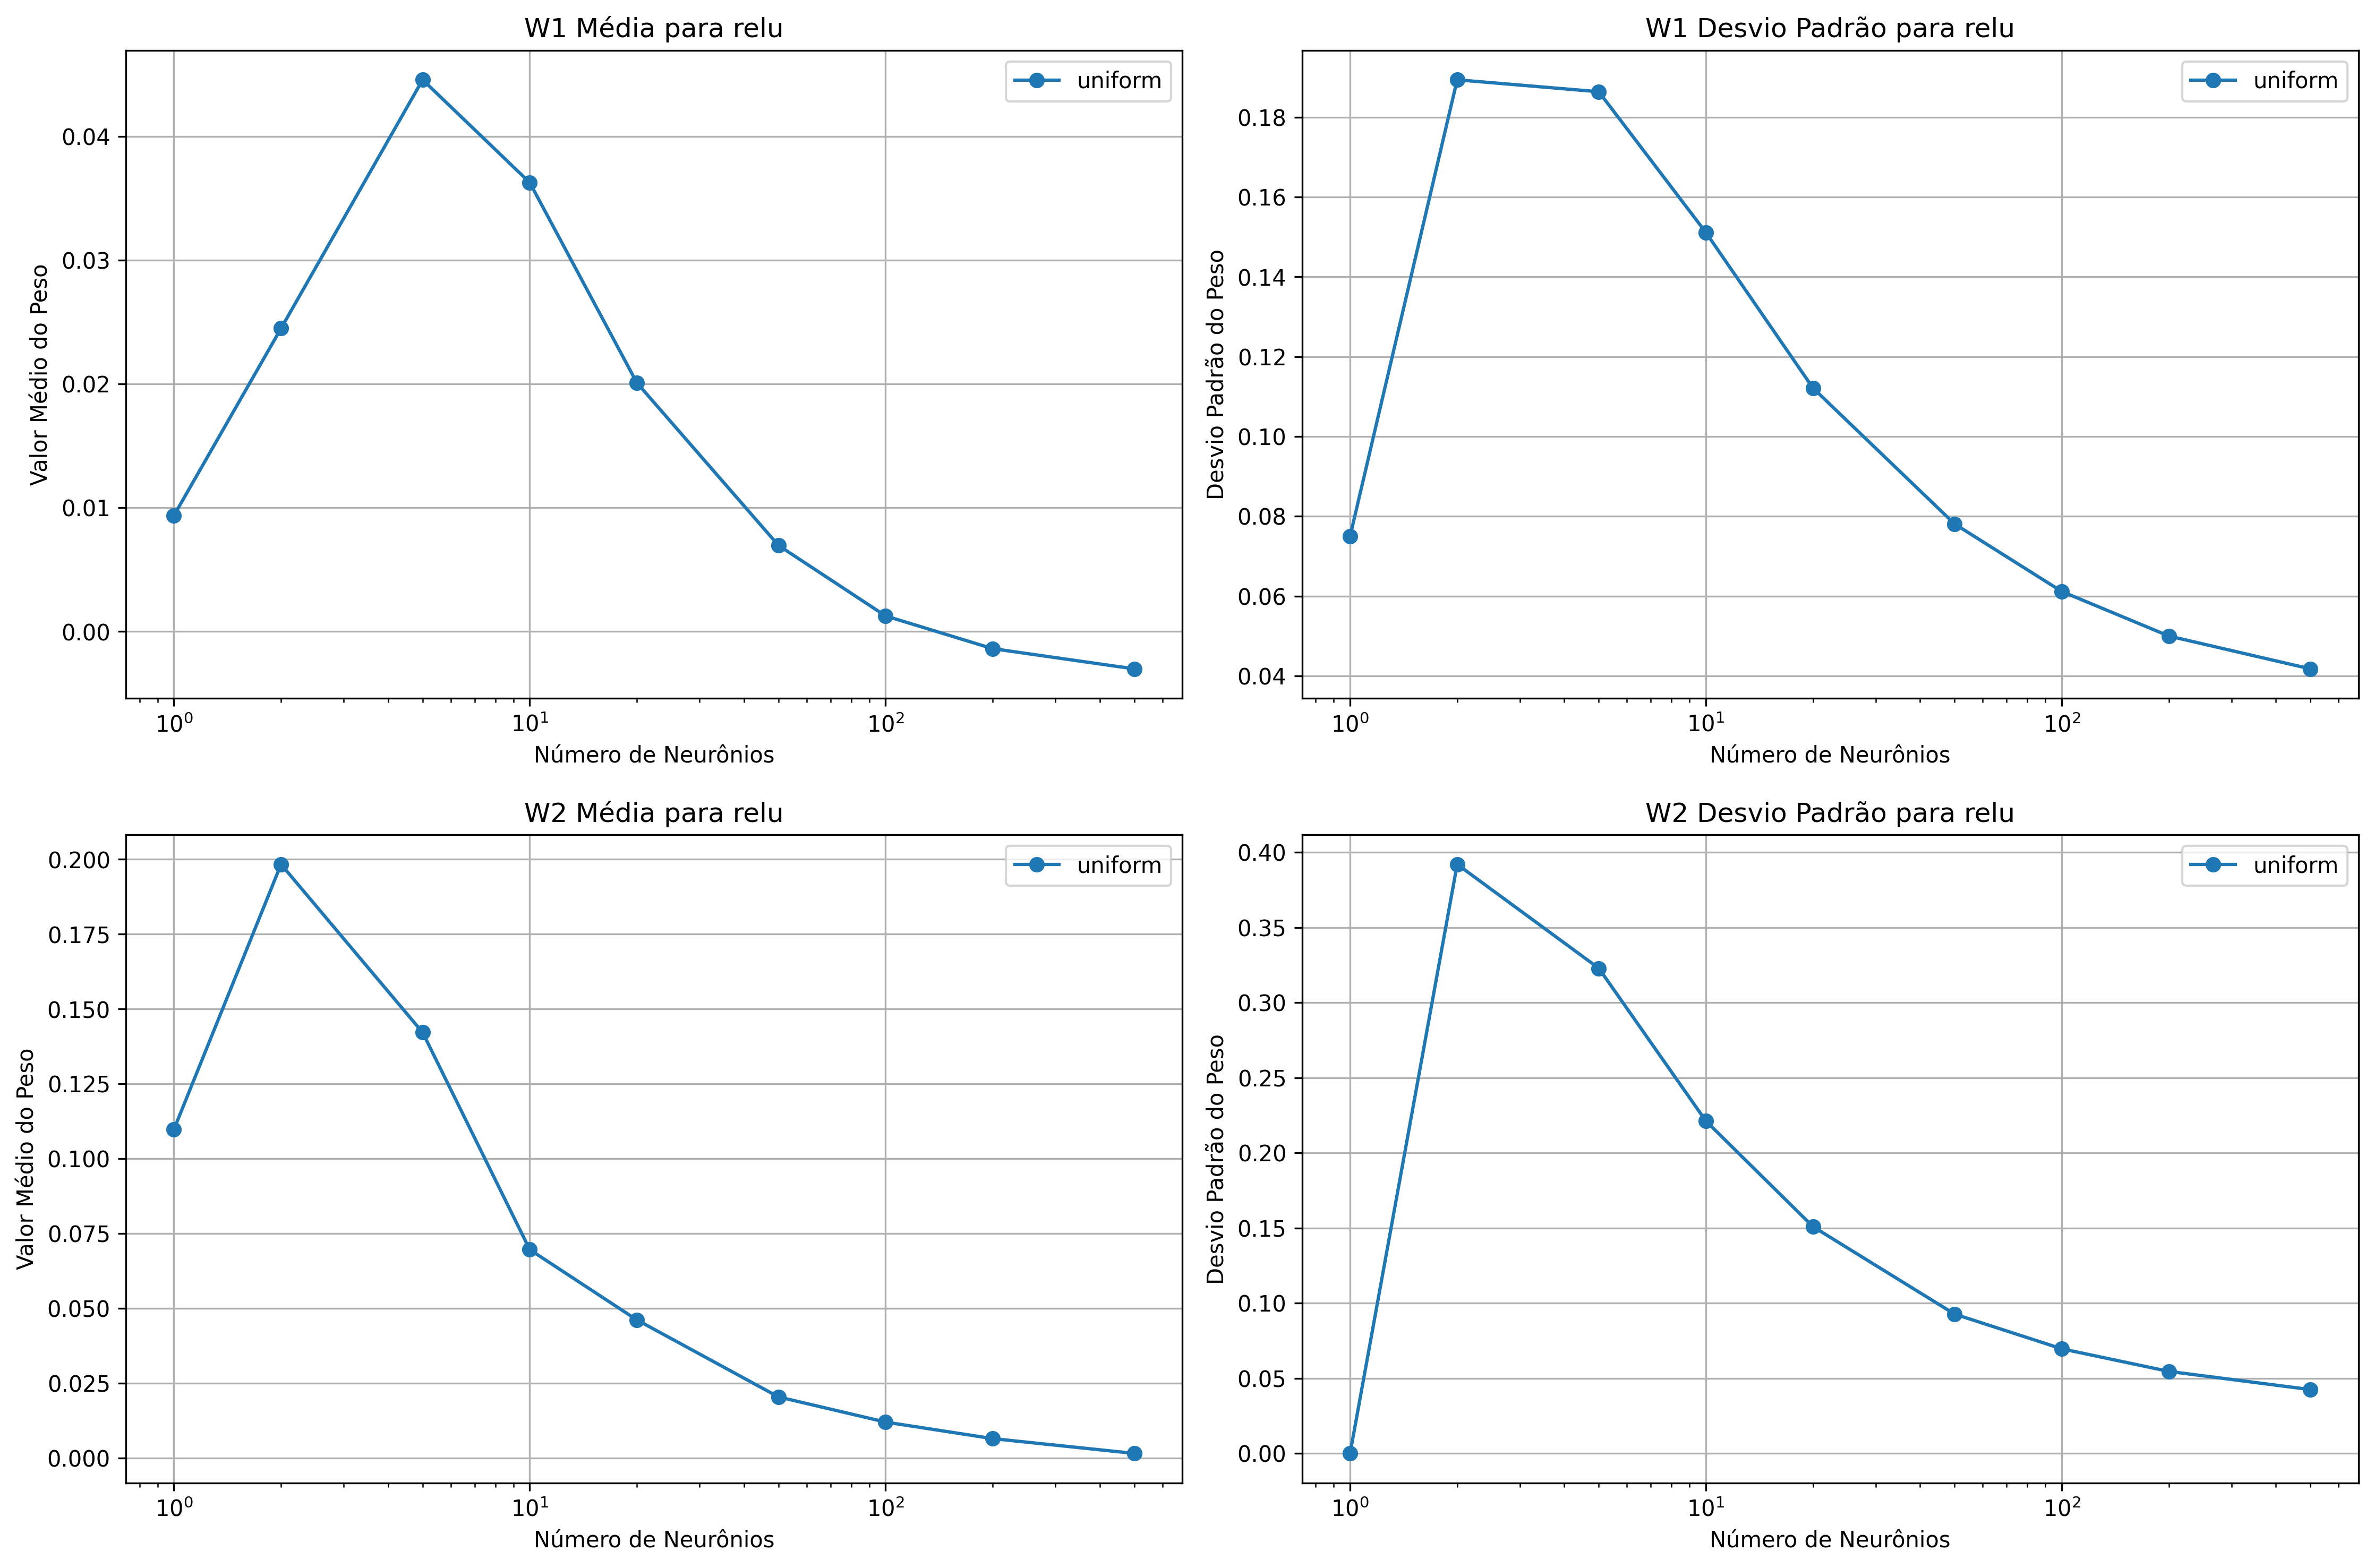 W1 Média para relu
uniform
Valor Médio do Peso
0.04
0.03
0.02
0.01
0.00
10⁰ 10¹ 10²
Número de Neurônios
W1 Desvio Padrão para relu
uniform
Desvio Padrão do Peso
0.18
0.16
0.14
0.12
0.10
0.08
0.06
0.04
10⁰ 10¹ 10²
Número de Neurônios
W2 Média para relu
uniform
Valor Médio do Peso
0.200
0.175
0.150
0.125
0.100
0.075
0.050
0.025
0.000
10⁰ 10¹ 10²
Número de Neurônios
W2 Desvio Padrão para relu
uniform
Desvio Padrão do Peso
0.40
0.35
0.30
0.25
0.20
0.15
0.10
0.05
0.00
10⁰ 10¹ 10²
Número de Neurônios